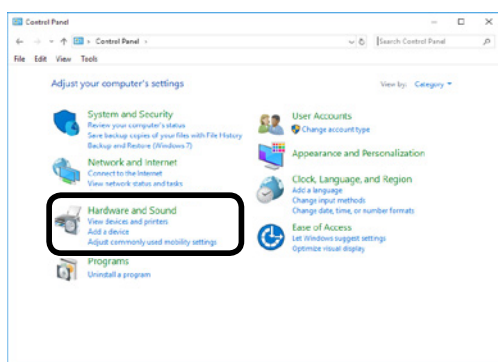 Control Panel
Control Panel
Search Control Panel
File Edit View Tools
Adjust your computer's settings
View by: Category
System and Security
Review your computer's status
Save backup copies of your files with File History
Backup and Restore (Windows 7)
Network and Internet
Connect to the Internet
View network status and tasks
Hardware and Sound
View devices and printers
Add a device
Adjust commonly used mobility settings
Programs
Uninstall a program
User Accounts
Change account type
Appearance and Personalization
Clock, Language, and Region
Add a language
Change input methods
Change date, time, or number formats
Ease of Access
Let Windows suggest settings
Optimize visual display